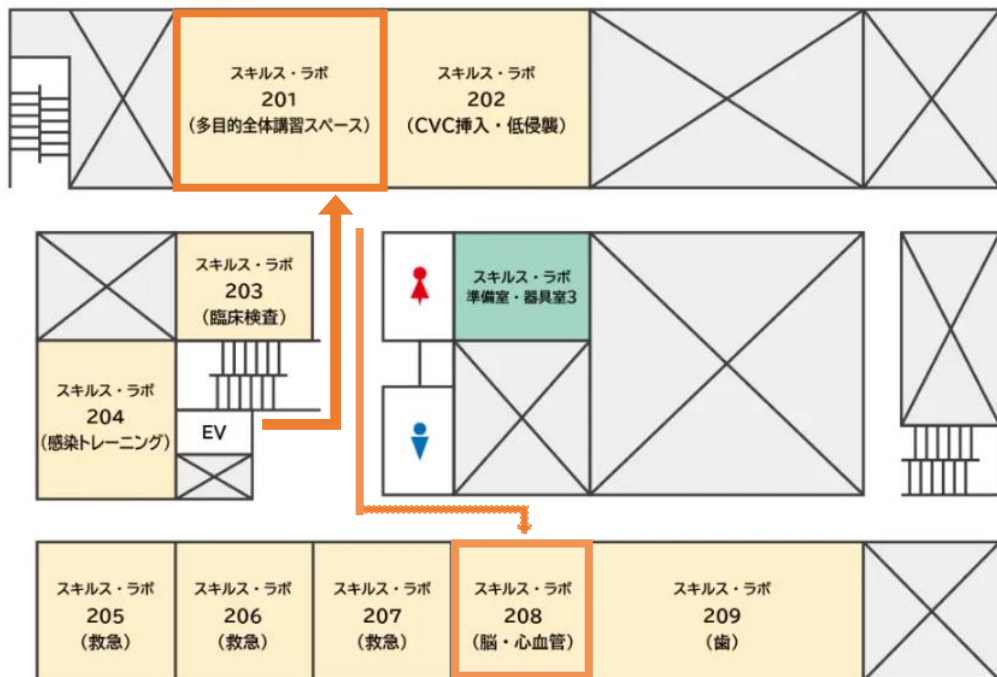 スキルス・ラボ
201
(多目的全体講習スペース)
スキルス・ラボ
202
(CVC挿入・低侵襲)
スキルス・ラボ
203
(臨床検査)
スキルス・ラボ
準備室・器具室3
スキルス・ラボ
204
(感染トレーニング)
EV
スキルス・ラボ
205
(救急)
スキルス・ラボ
206
(救急)
スキルス・ラボ
207
(救急)
スキルス・ラボ
208
(脳・心血管)
スキルス・ラボ
209
(歯)